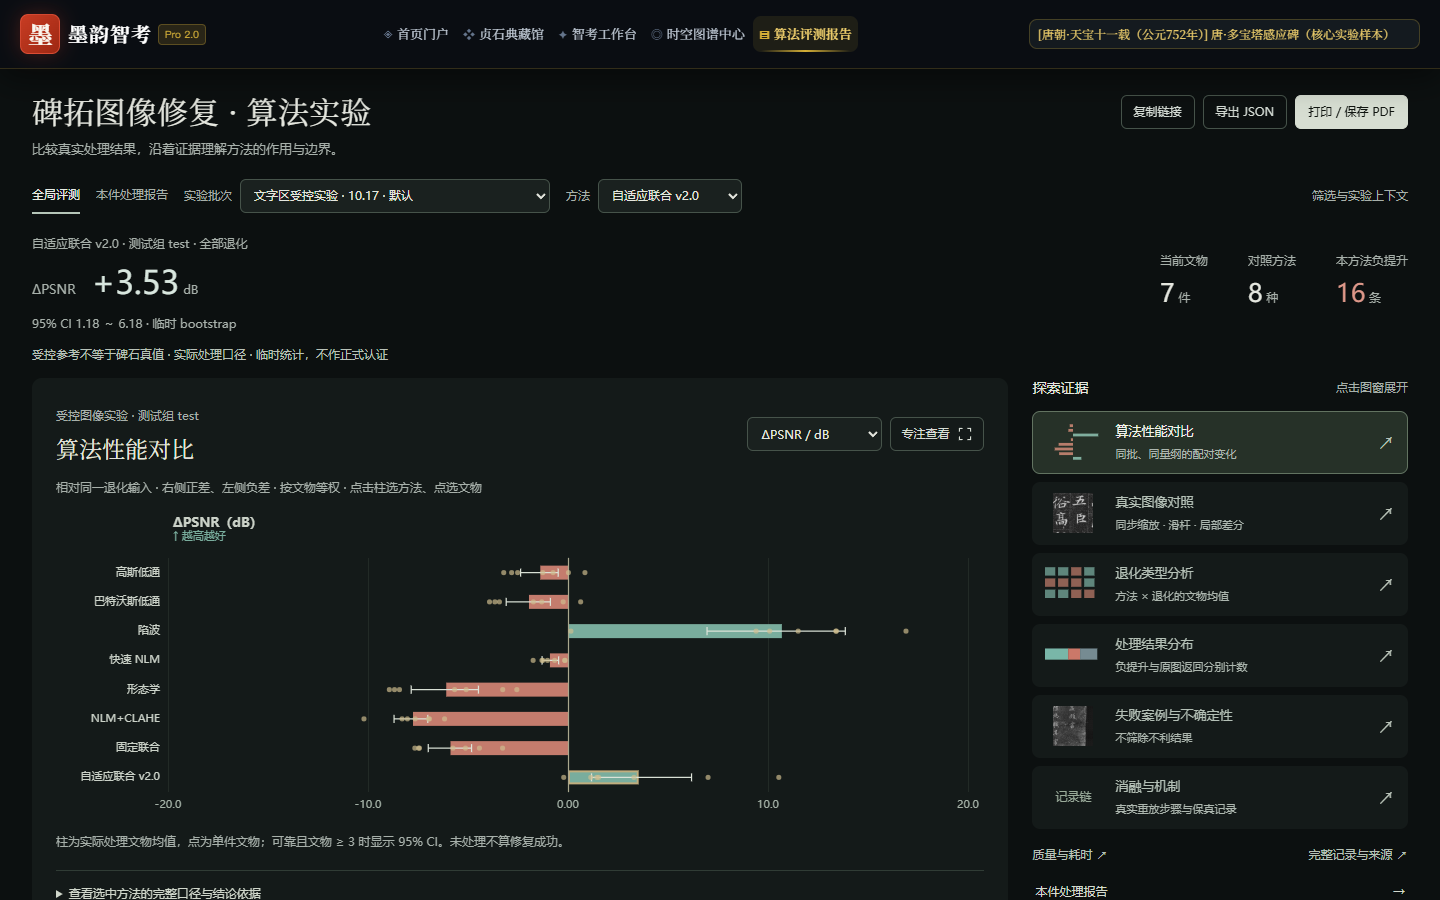 墨 墨韵智考 Pro 2.0
首页门户 贞石典藏馆 智考工作台 时空图谱中心 算法评测报告
[唐朝·天宝十一载（公元752年）] 唐·多宝塔感应碑（核心实验样本）
碑拓图像修复 · 算法实验
复制链接 导出 JSON 打印 / 保存 PDF
比较真实处理结果，沿着证据理解方法的作用与边界。
全局评测 本件处理报告 实验批次 文字区受控实验 · 10.17 · 默认 方法 自适应联合 v2.0 筛选与实验上下文
自适应联合 v2.0 · 测试组 test · 全部退化
ΔPSNR +3.53 dB
95% CI 1.18 ～ 6.18 · 临时 bootstrap
当前文物 对照方法 本方法负提升
7 件 8 种 16 条
受控参考不等于碑石真值 · 实际处理口径 · 临时统计，不作正式认证
受控图像实验 · 测试组 test
算法性能对比
ΔPSNR / dB 专注查看
相对同一退化输入 · 右侧正差、左侧负差 · 按文物等权 · 点击柱选方法、点选文物
ΔPSNR (dB)
↑ 越高越好
高斯低通
巴特沃斯低通
陷波
快速 NLM
形态学
NLM+CLAHE
固定联合
自适应联合 v2.0
-20.0 -10.0 0.00 10.0 20.0
柱为实际处理文物均值，点为单件文物；可靠且文物 ≥ 3 时显示 95% CI。未处理不算修复成功。
▶ 查看选中方法的完整口径与结论依据
探索证据 点击图窗展开
算法性能对比
同批、同量纲的配对变化
真实图像对照
同步缩放 · 滑杆 · 局部差分
退化类型分析
方法 × 退化的文物均值
处理结果分布
负提升与原图返回分别计数
失败案例与不确定性
不筛除不利结果
记录链
消融与机制
真实重放步骤与保真记录
质量与耗时 ↗ 完整记录与来源 ↗
本件处理报告 →